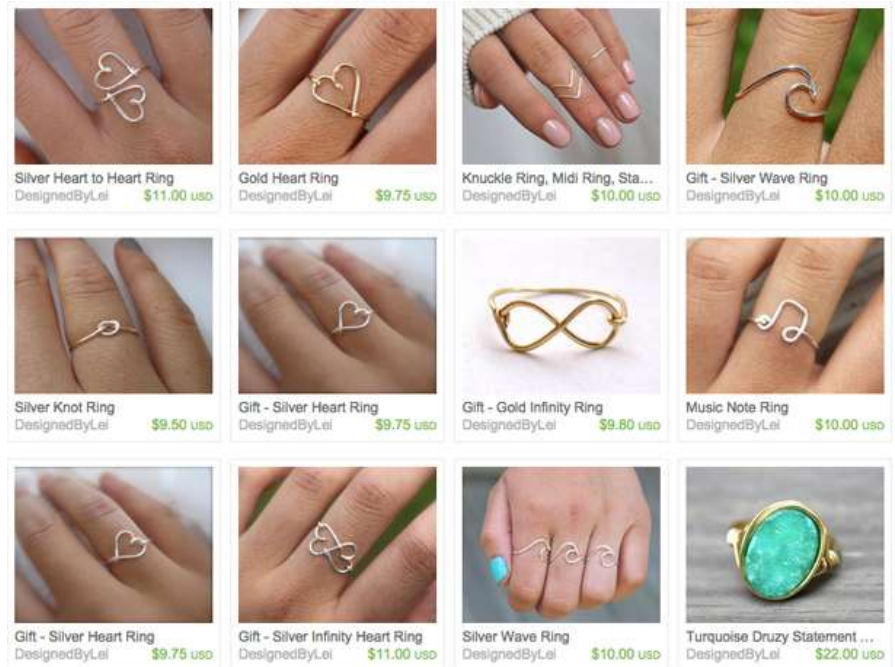 Silver Heart to Heart Ring
DesignedByLei $11.00 USD
Gold Heart Ring
DesignedByLei $9.75 USD
Knuckle Ring, Midi Ring, Sta...
DesignedByLei $10.00 USD
Gift - Silver Wave Ring
DesignedByLei $10.00 USD
Silver Knot Ring
DesignedByLei $9.50 USD
Gift - Silver Heart Ring
DesignedByLei $9.75 USD
Gift - Gold Infinity Ring
DesignedByLei $9.80 USD
Music Note Ring
DesignedByLei $10.00 USD
Gift - Silver Heart Ring
DesignedByLei $9.75 USD
Gift - Silver Infinity Heart Ring
DesignedByLei $11.00 USD
Silver Wave Ring
DesignedByLei $10.00 USD
Turquoise Druzy Statement ...
DesignedByLei $22.00 USD